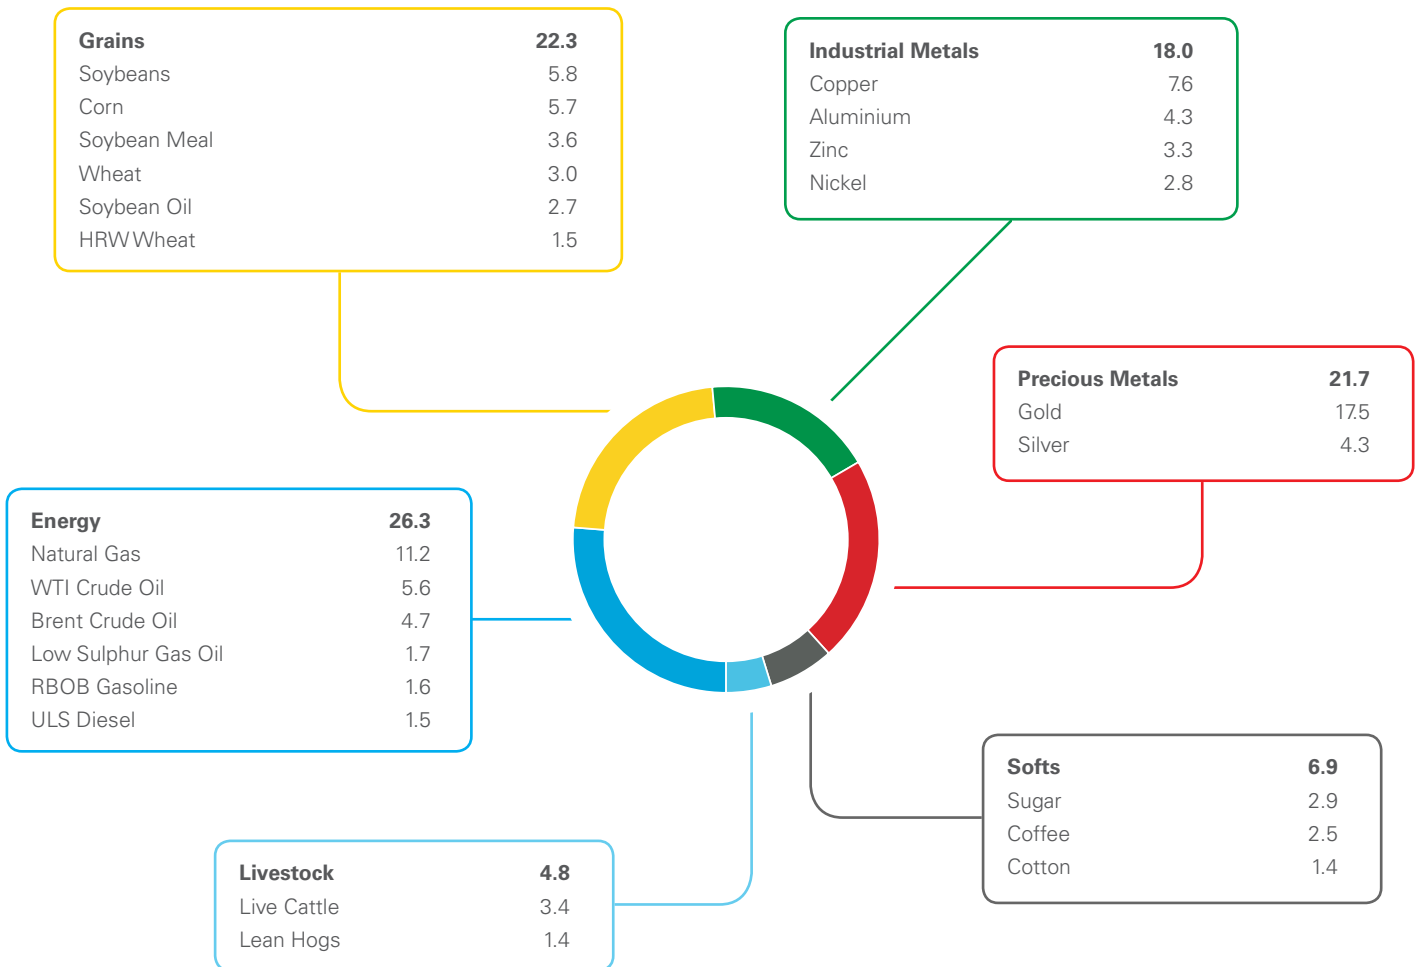 Grains 22.3
Soybeans 5.8
Corn 5.7
Soybean Meal 3.6
Wheat 3.0
Soybean Oil 2.7
HRW Wheat 1.5
Industrial Metals 18.0
Copper 7.6
Aluminium 4.3
Zinc 3.3
Nickel 2.8
Precious Metals 21.7
Gold 17.5
Silver 4.3
Energy 26.3
Natural Gas 11.2
WTI Crude Oil 5.6
Brent Crude Oil 4.7
Low Sulphur Gas Oil 1.7
RBOB Gasoline 1.6
ULS Diesel 1.5
Softs 6.9
Sugar 2.9
Coffee 2.5
Cotton 1.4
Livestock 4.8
Live Cattle 3.4
Lean Hogs 1.4